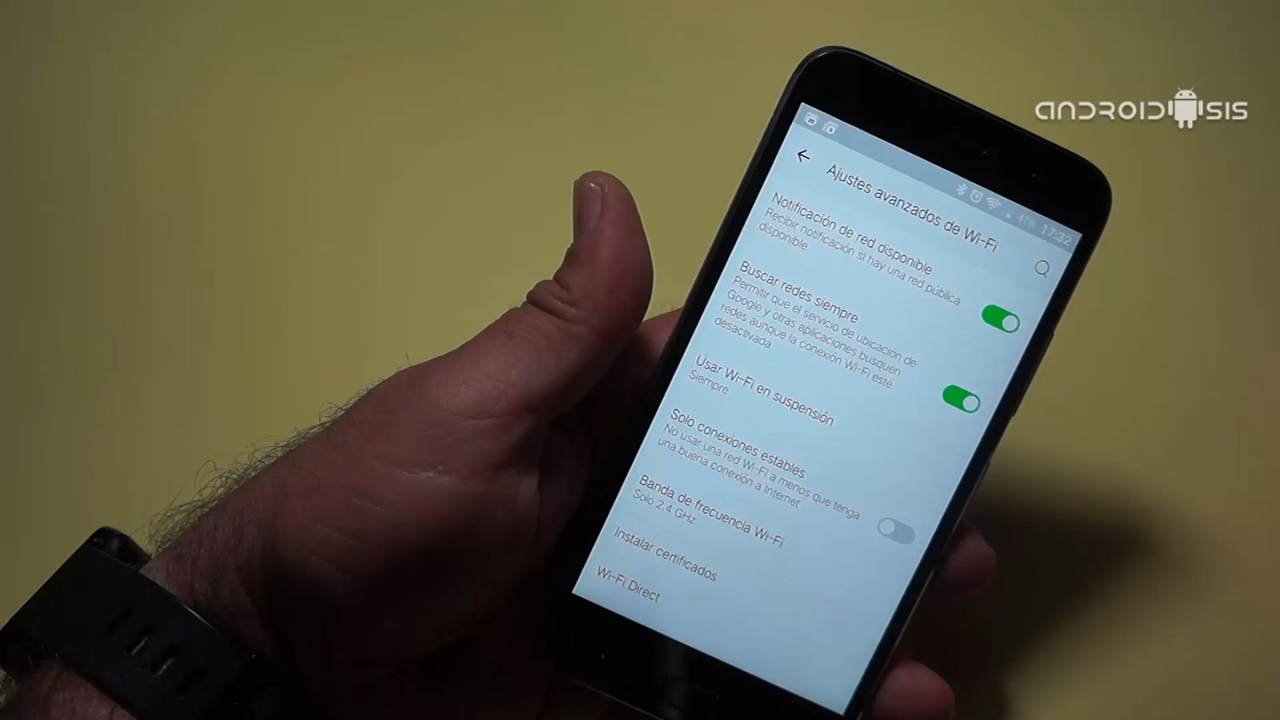 ANDROIDSIS
47% 17:32
Ajustes avanzados de Wi-Fi
Notificación de red disponible
Recibir notificación si hay una red pública
disponible
Buscar redes siempre
Permitir que el servicio de ubicación de
Google y otras aplicaciones busquen
redes aunque la conexión Wi-Fi esté
desactivada
Usar Wi-Fi en suspensión
Siempre
Solo conexiones estables
No usar una red Wi-Fi a menos que tenga
una buena conexión a Internet
Banda de frecuencia Wi-Fi
Solo 2,4 GHz
Instalar certificados
Wi-Fi Direct